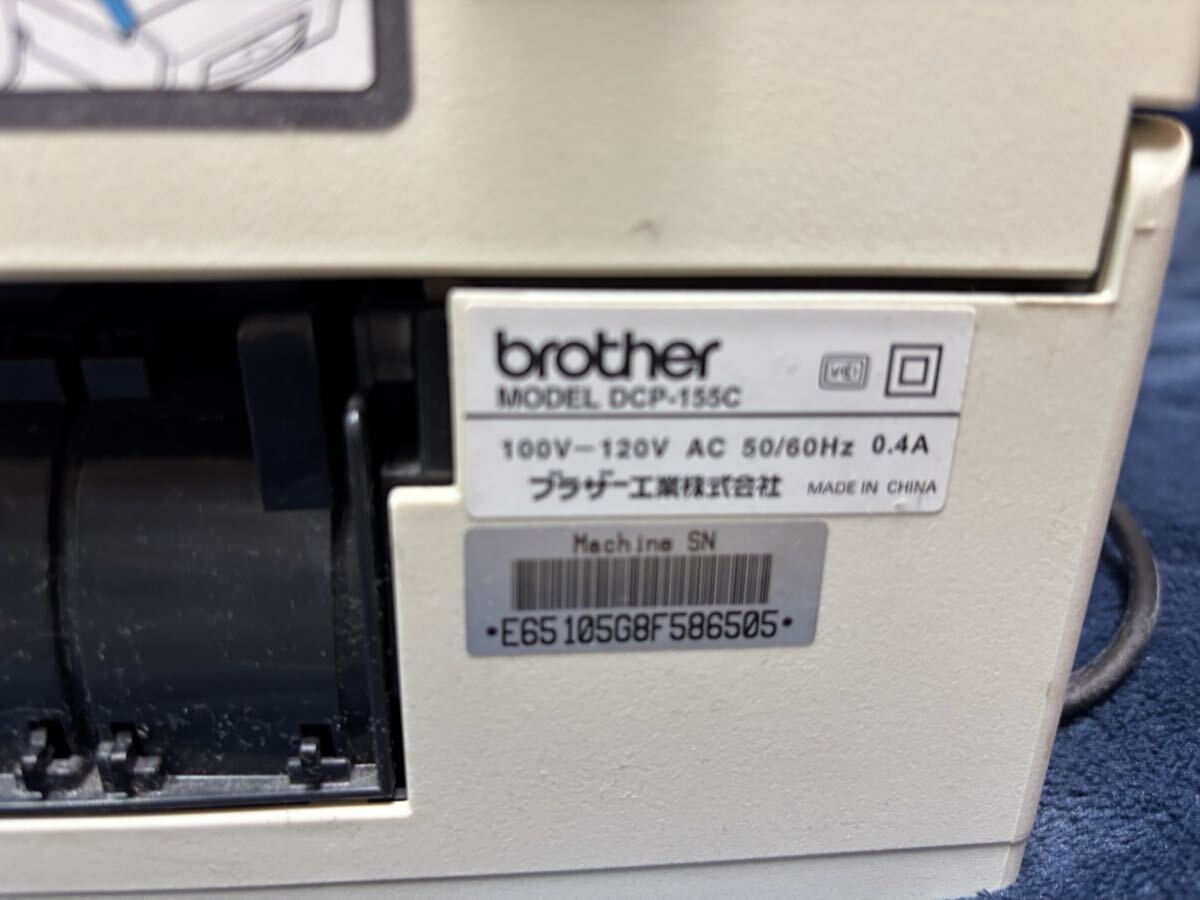 brother
MODEL DCP-155C
VCI
100V-120V AC 50/60Hz 0.4A
ブラザー工業株式会社 MADE IN CHINA
Machine SN
•E65105G8F586505•